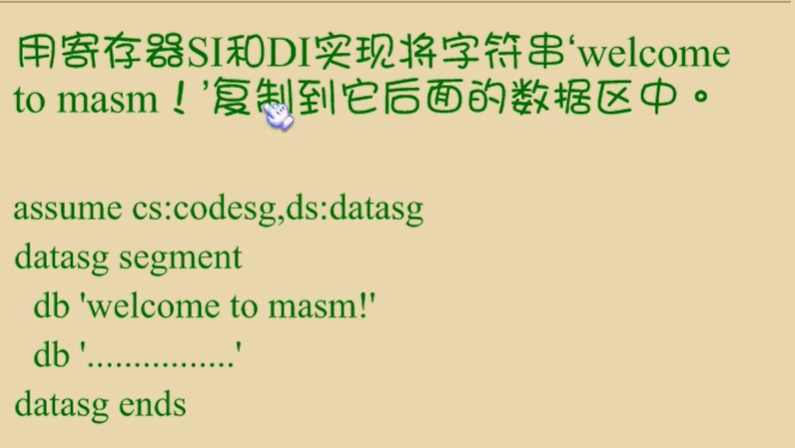 用寄存器SI和DI实现将字符串‘welcome
to masm！’复制到它后面的数据区中。
assume cs:codesg,ds:datasg
datasg segment
db 'welcome to masm!'
db '................'
datasg ends